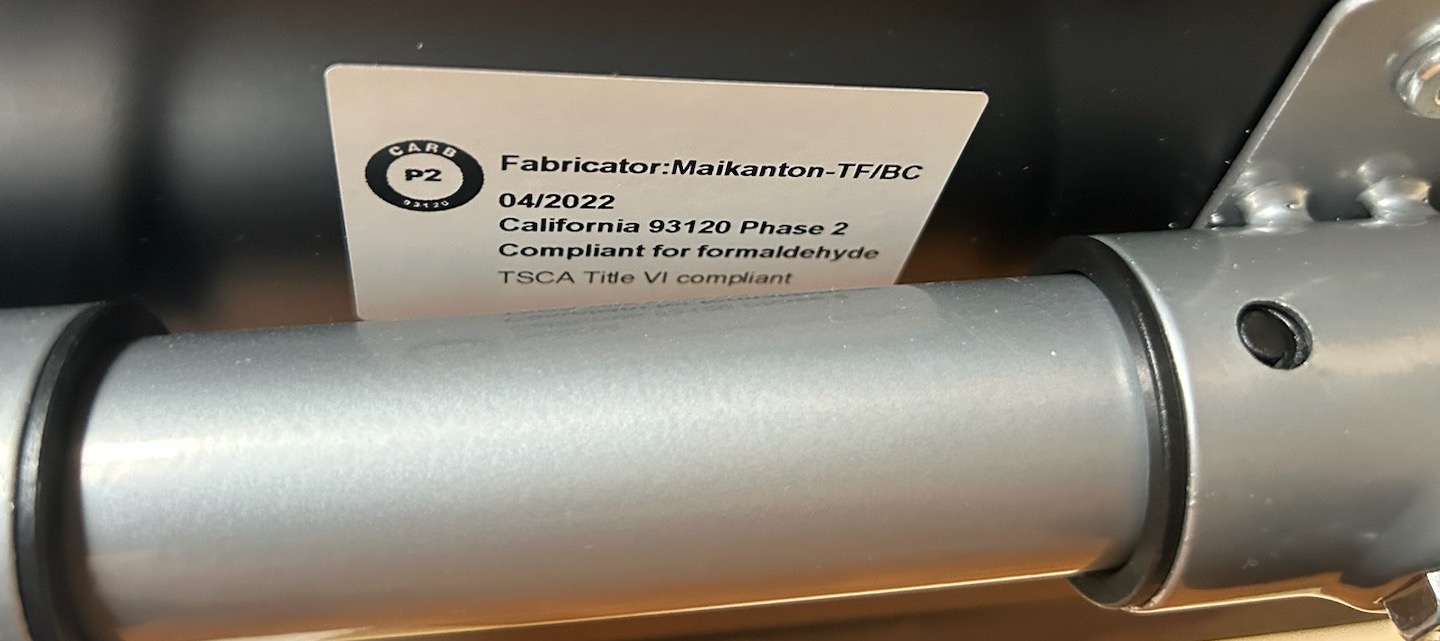 CARB
P2
93120
Fabricator:Maikanton-TF/BC
04/2022
California 93120 Phase 2
Compliant for formaldehyde
TSCA Title VI compliant